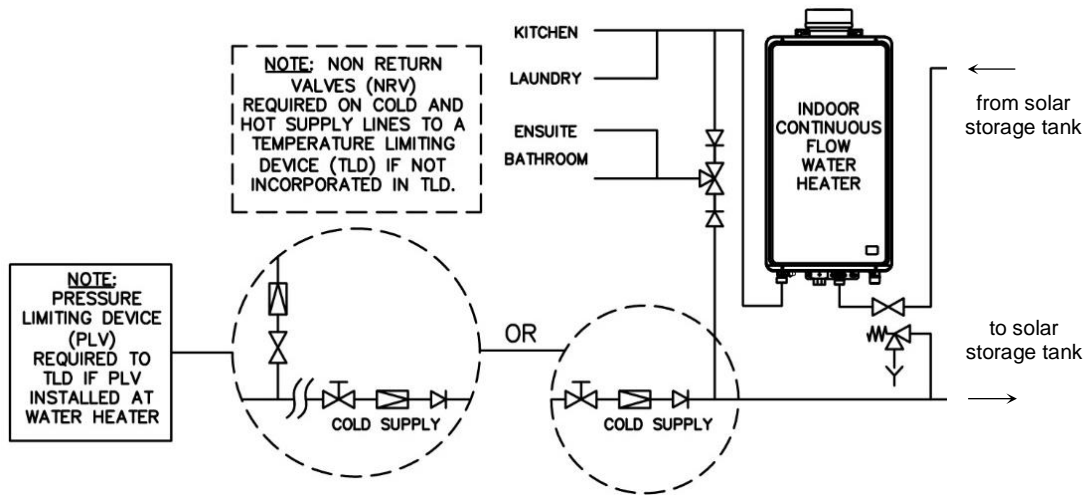 KITCHEN
LAUNDRY
ENSUITE
BATHROOM
NOTE: NON RETURN
VALVES (NRV)
REQUIRED ON COLD AND
HOT SUPPLY LINES TO A
TEMPERATURE LIMITING
DEVICE (TLD) IF NOT
INCORPORATED IN TLD.
INDOOR
CONTINUOUS
FLOW
WATER
HEATER
from solar
storage tank
NOTE:
PRESSURE
LIMITING DEVICE
(PLV)
REQUIRED TO
TLD IF PLV
INSTALLED AT
WATER HEATER
OR
COLD SUPPLY
COLD SUPPLY
to solar
storage tank